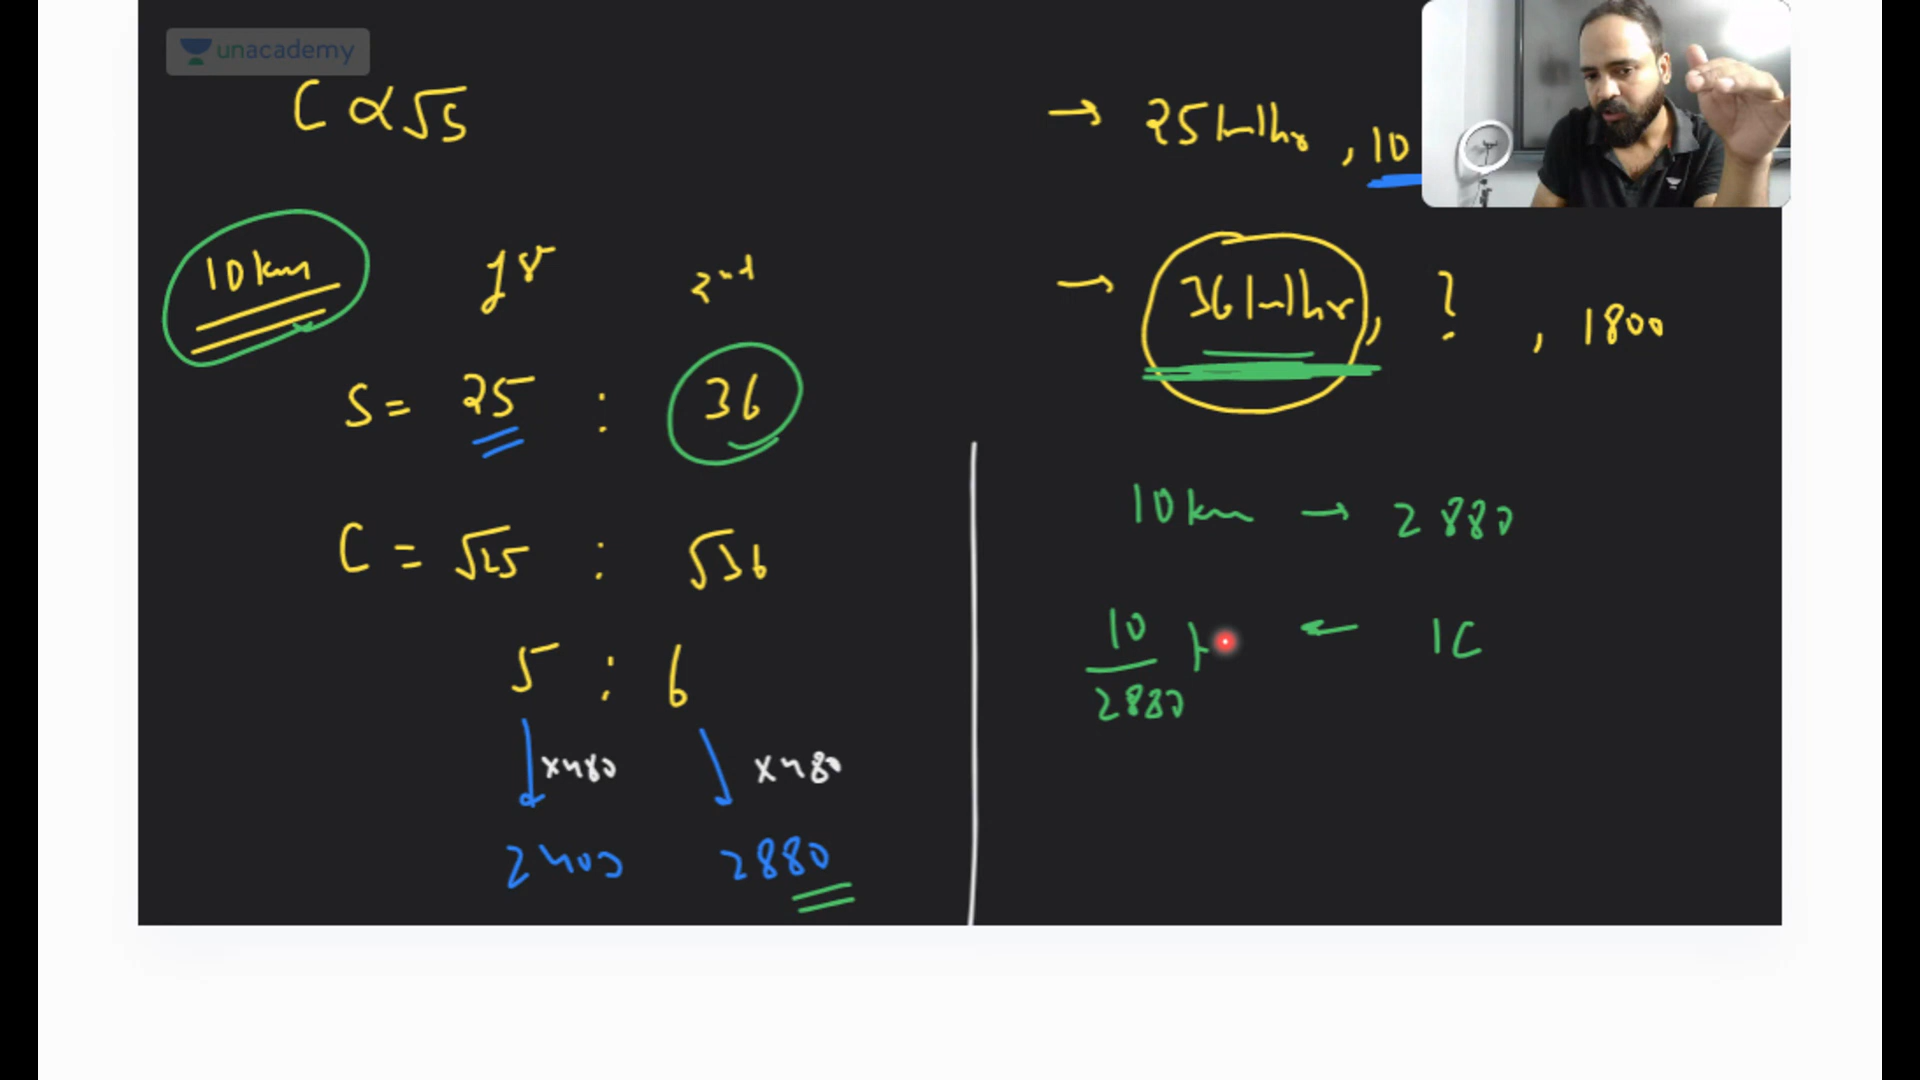 unacademy
C ∝ √S
→ 25 km/hr , 10
10 km
1st 2nd
→ 36 km/hr , ? , 1800
S = 25 : 36
C = √25 : √36
10 km → 2880
5 : 6
10/2880 ← 1C
×480 ×480
2400 2880